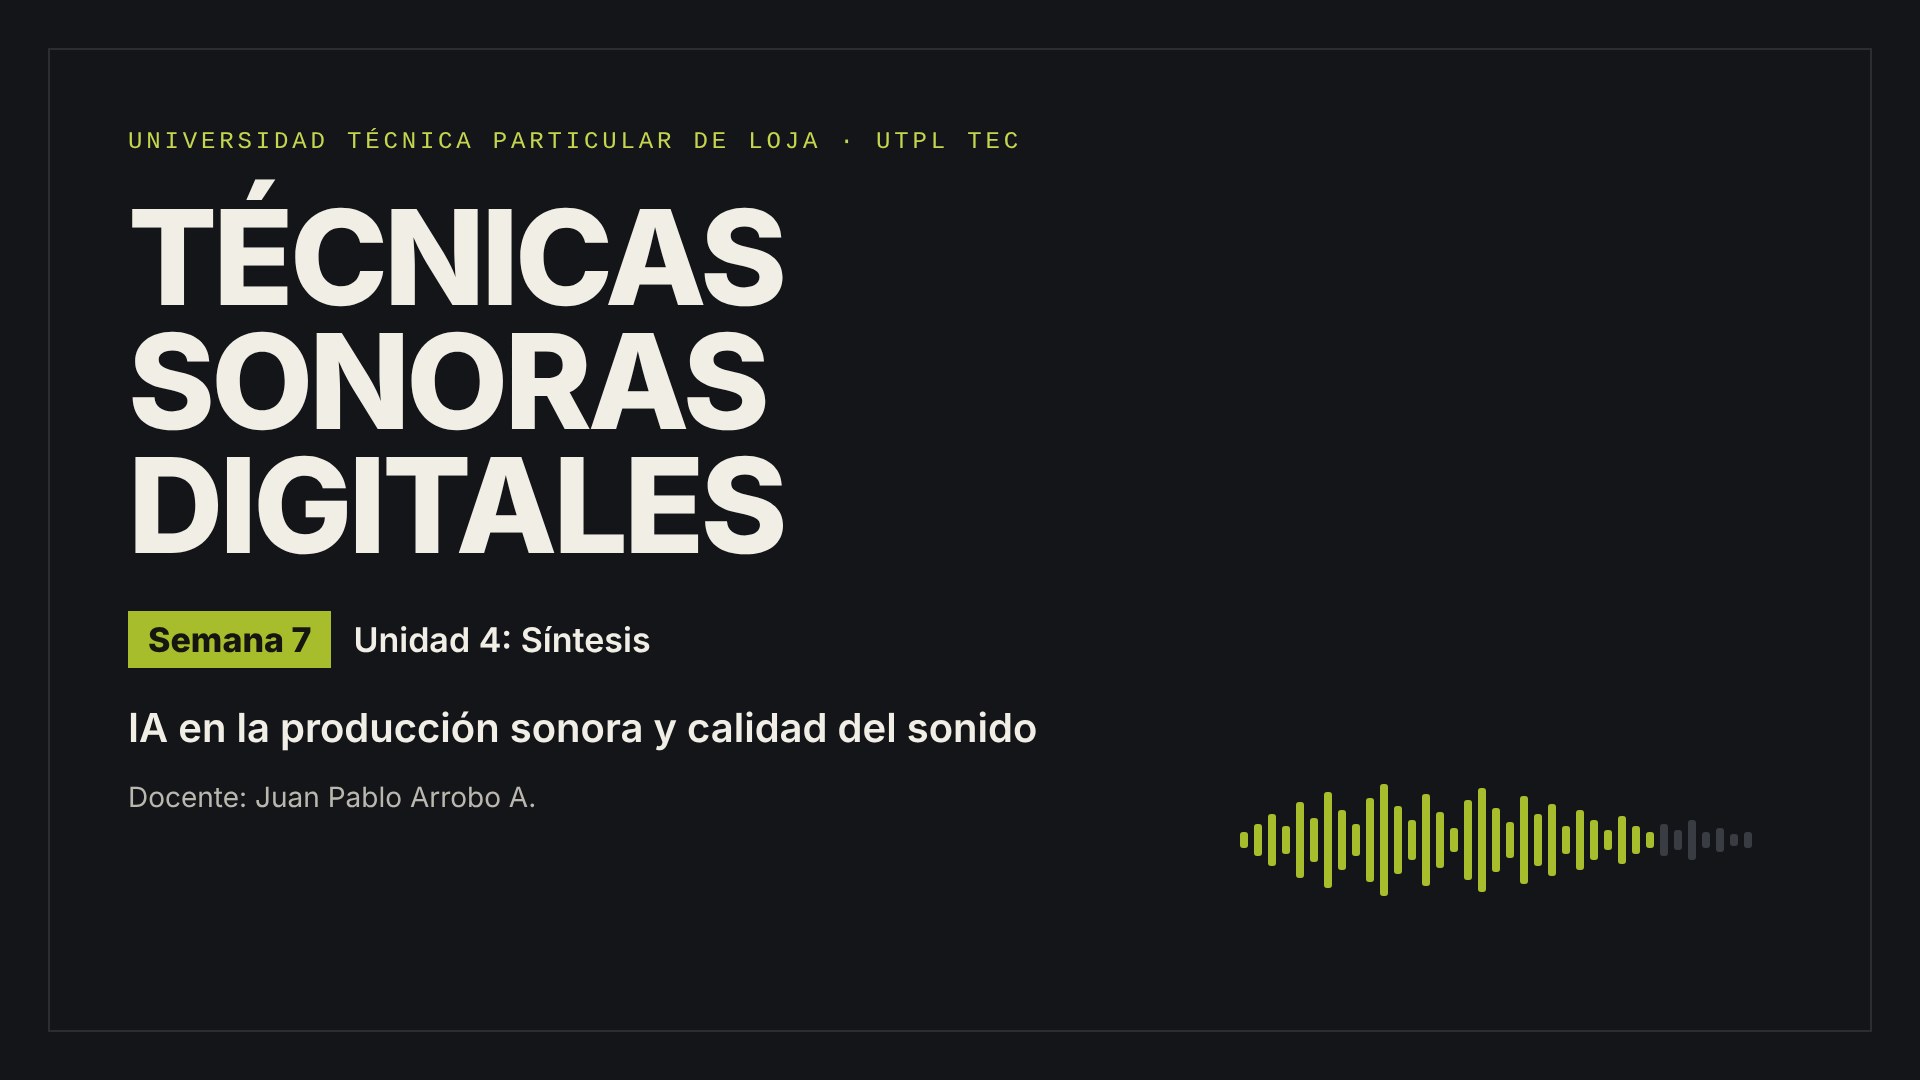 UNIVERSIDAD TÉCNICA PARTICULAR DE LOJA · UTPL TEC
TÉCNICAS
SONORAS
DIGITALES
Semana 7 Unidad 4: Síntesis
IA en la producción sonora y calidad del sonido
Docente: Juan Pablo Arrobo A.